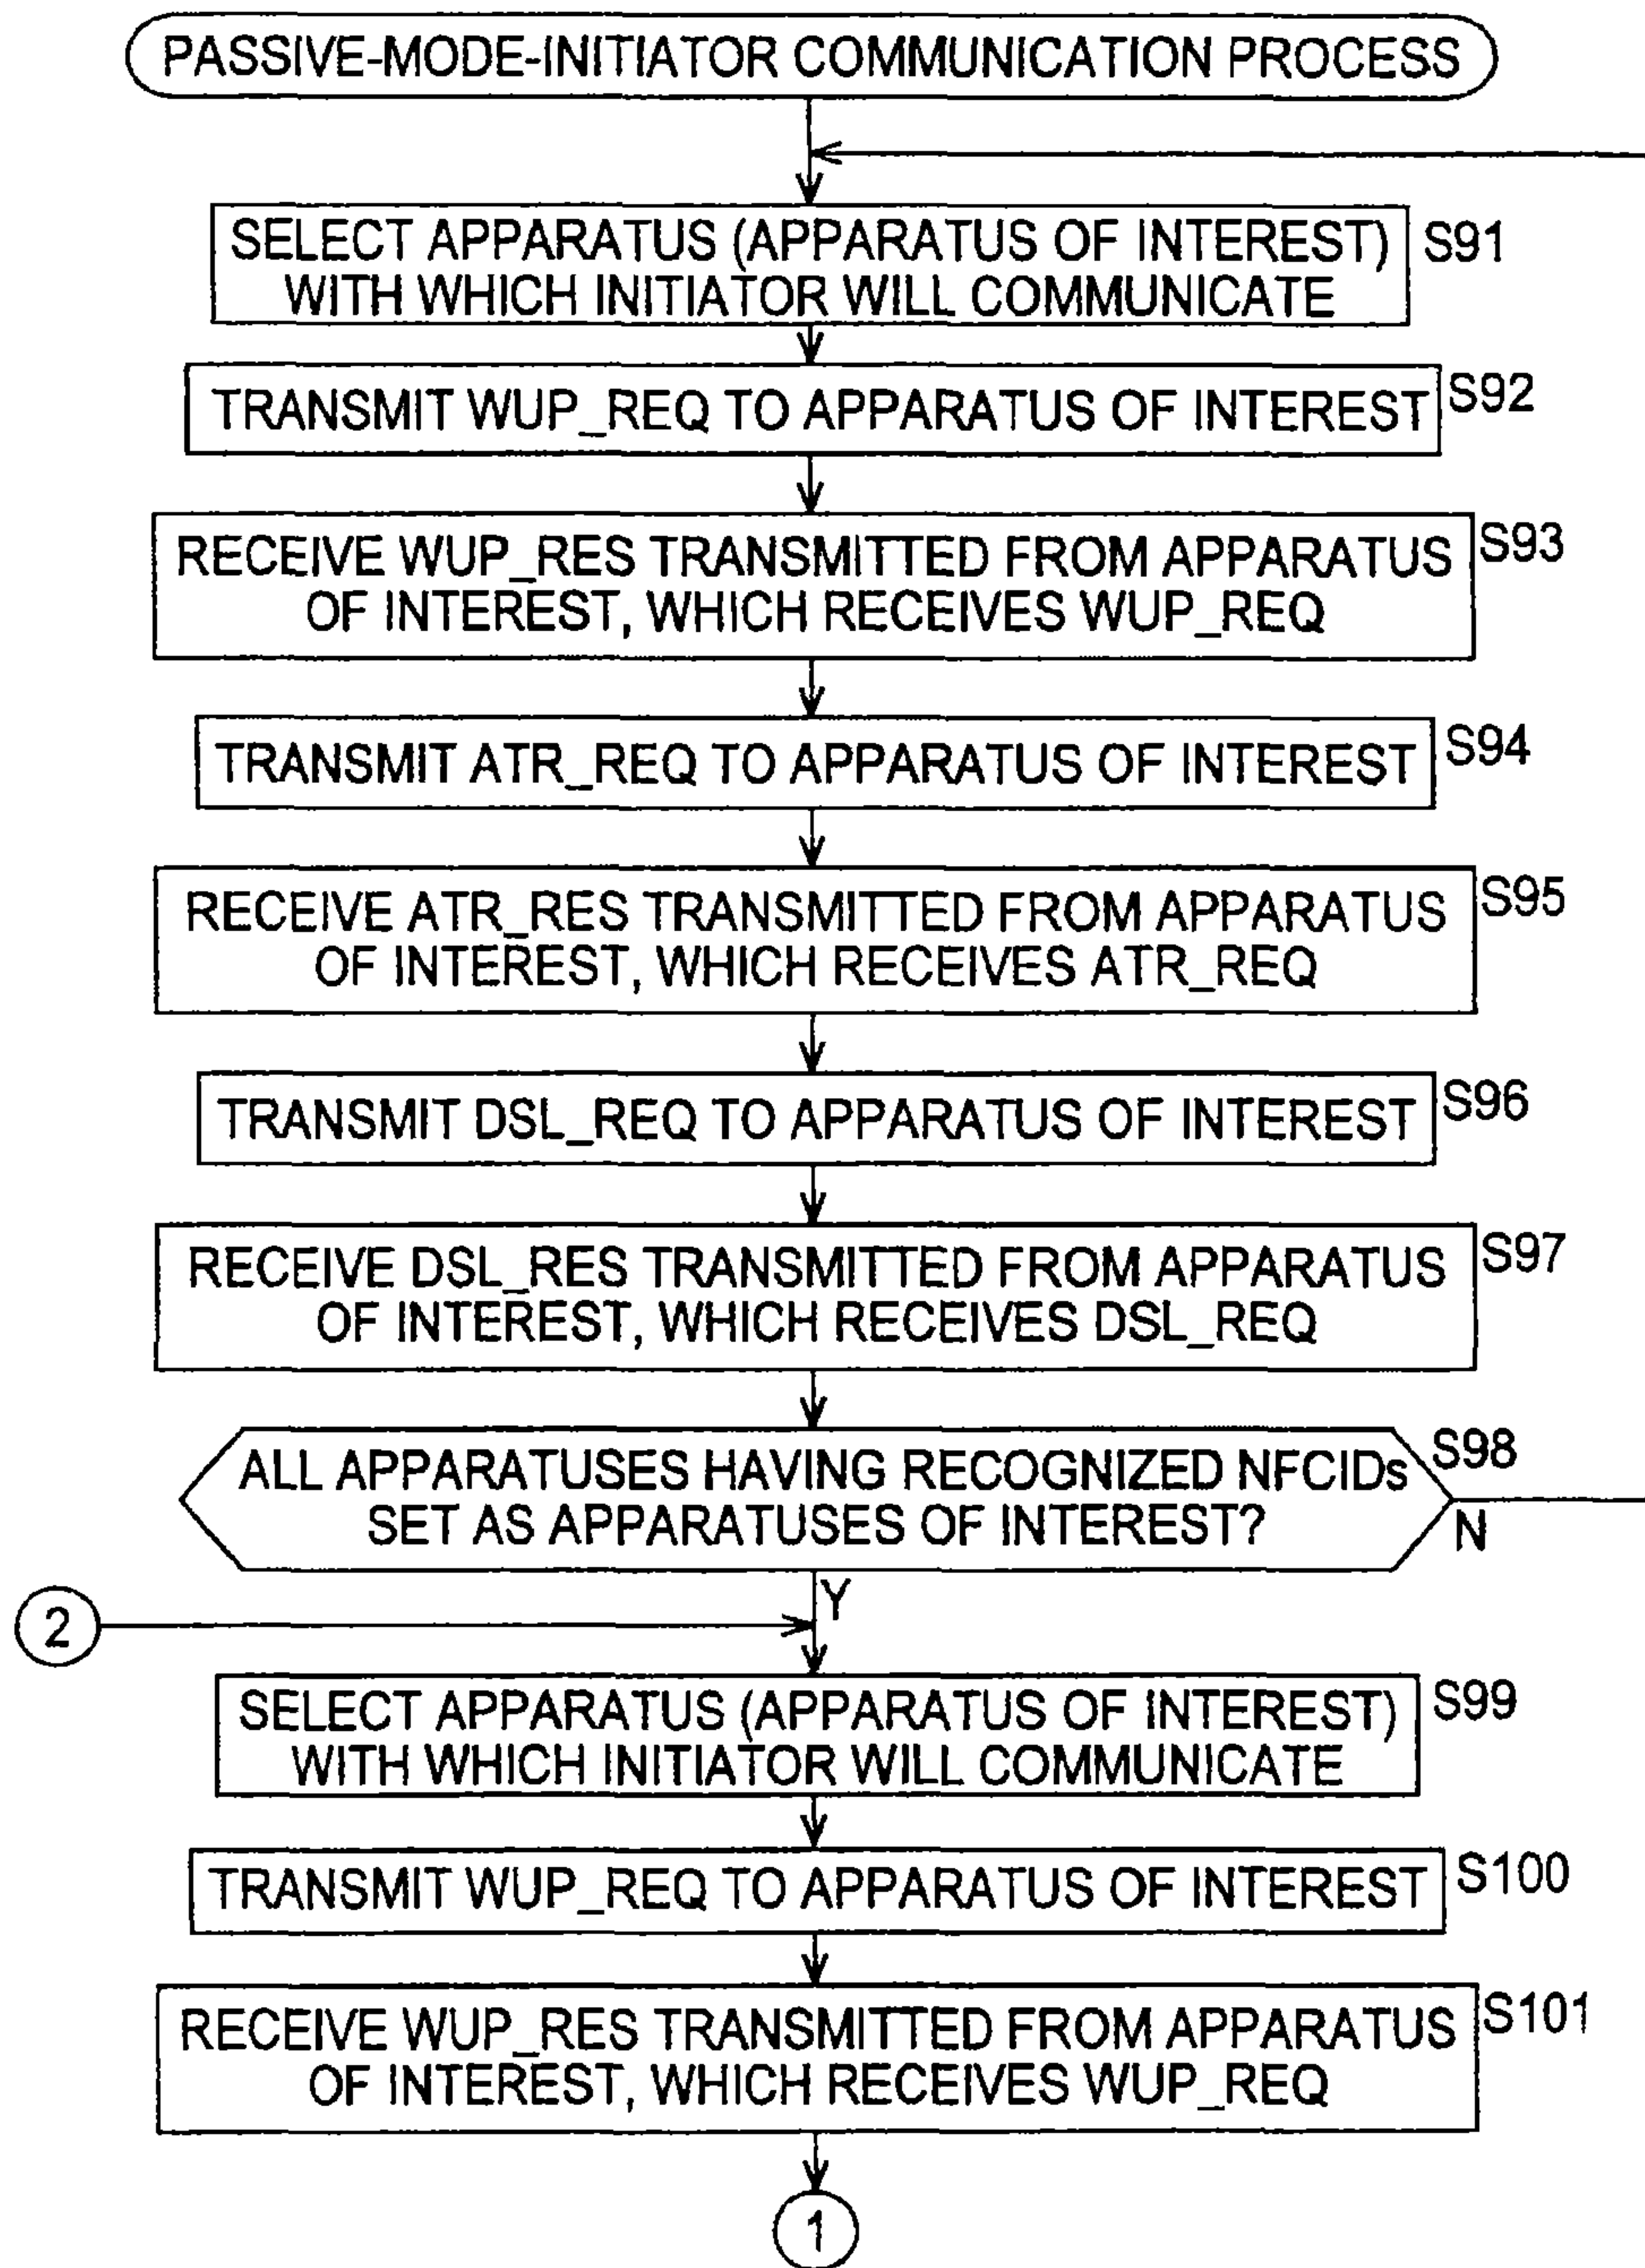 PASSIVE-MODE-INITIATOR COMMUNICATION PROCESS
SELECT APPARATUS (APPARATUS OF INTEREST)
WITH WHICH INITIATOR WILL COMMUNICATE
S91
TRANSMIT WUP_REQ TO APPARATUS OF INTEREST
S92
RECEIVE WUP_RES TRANSMITTED FROM APPARATUS
OF INTEREST, WHICH RECEIVES WUP_REQ
S93
TRANSMIT ATR_REQ TO APPARATUS OF INTEREST
S94
RECEIVE ATR_RES TRANSMITTED FROM APPARATUS
OF INTEREST, WHICH RECEIVES ATR_REQ
S95
TRANSMIT DSL_REQ TO APPARATUS OF INTEREST
S96
RECEIVE DSL_RES TRANSMITTED FROM APPARATUS
OF INTEREST, WHICH RECEIVES DSL_REQ
S97
ALL APPARATUSES HAVING RECOGNIZED NFCIDs
SET AS APPARATUSES OF INTEREST?
S98
N
Y
2
SELECT APPARATUS (APPARATUS OF INTEREST)
WITH WHICH INITIATOR WILL COMMUNICATE
S99
TRANSMIT WUP_REQ TO APPARATUS OF INTEREST
S100
RECEIVE WUP_RES TRANSMITTED FROM APPARATUS
OF INTEREST, WHICH RECEIVES WUP_REQ
S101
1